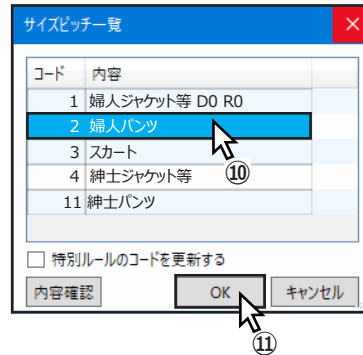 サイズピッチ一覧
コード 内容
1 婦人ジャケット等 D0 R0
2 婦人パンツ
3 スカート
4 紳士ジャケット等
11 紳士パンツ
⑩
特別ルールのコードを更新する
内容確認 OK キャンセル
⑪